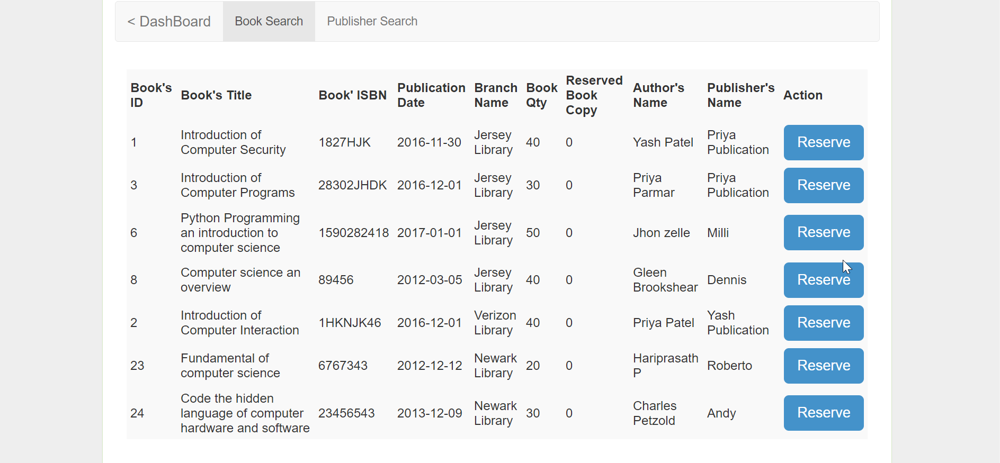 < DashBoard Book Search Publisher Search
Book's ID Book's Title Book' ISBN Publication Date Branch Name Book Qty Reserved Book Copy Author's Name Publisher's Name Action
1 Introduction of Computer Security 1827HJK 2016-11-30 Jersey Library 40 0 Yash Patel Priya Publication Reserve
3 Introduction of Computer Programs 28302JHDK 2016-12-01 Jersey Library 30 0 Priya Parmar Priya Publication Reserve
6 Python Programming an introduction to computer science 1590282418 2017-01-01 Jersey Library 50 0 Jhon zelle Milli Reserve
8 Computer science an overview 89456 2012-03-05 Jersey Library 40 0 Gleen Brookshear Dennis Reserve
2 Introduction of Computer Interaction 1HKNJK46 2016-12-01 Verizon Library 40 0 Priya Patel Yash Publication Reserve
23 Fundamental of computer science 6767343 2012-12-12 Newark Library 20 0 Hariprasath P Roberto Reserve
24 Code the hidden language of computer hardware and software 23456543 2013-12-09 Newark Library 30 0 Charles Petzold Andy Reserve